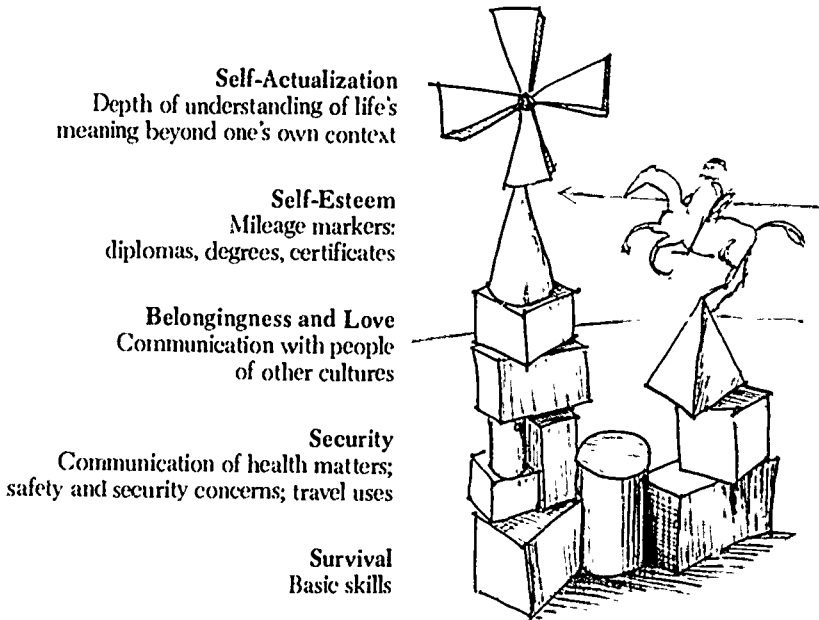 Self-Actualization
Depth of understanding of life's
meaning beyond one's own context
Self-Esteem
Mileage markers:
diplomas, degrees, certificates
Belongingness and Love
Communication with people
of other cultures
Security
Communication of health matters;
safety and security concerns; travel uses
Survival
Basic skills